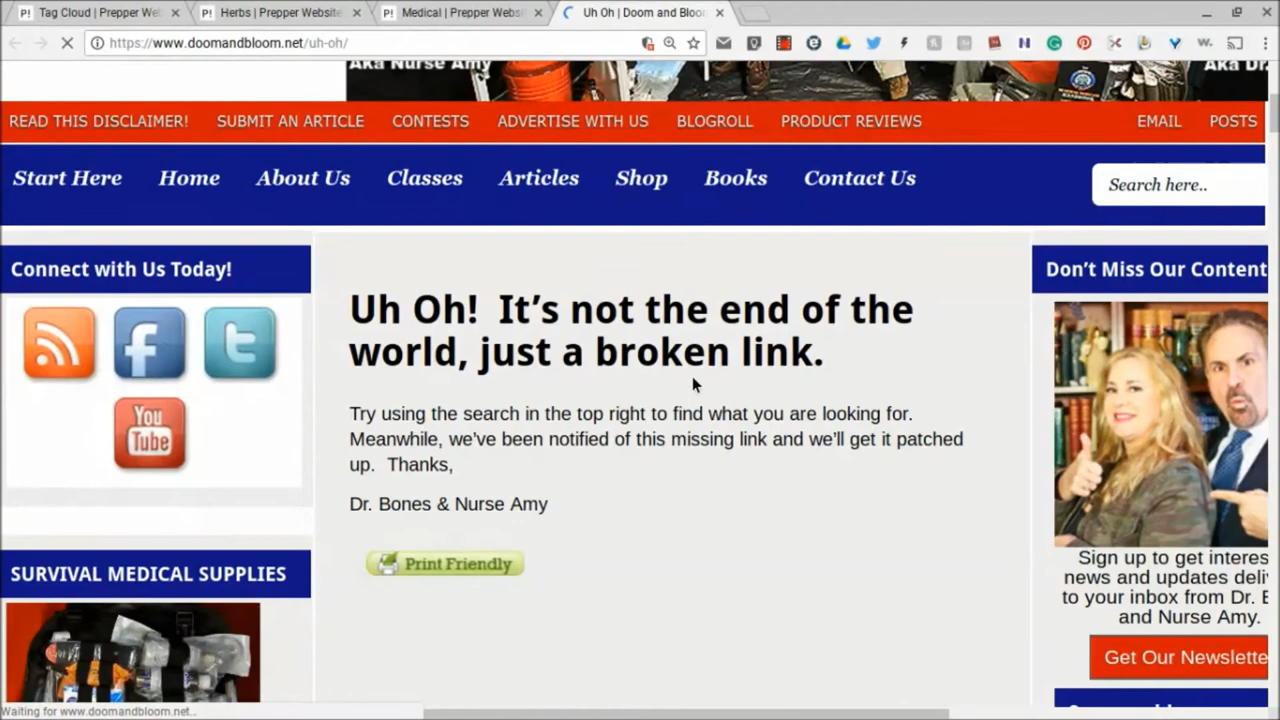 Tag Cloud | Prepper Website
Herbs | Prepper Website
Medical | Prepper Websi
Uh Oh | Doom and Bloo
https://www.doomandbloom.net/uh-oh/
Aka Nurse Amy
Aka Dr.
READ THIS DISCLAIMER! SUBMIT AN ARTICLE CONTESTS ADVERTISE WITH US BLOGROLL PRODUCT REVIEWS EMAIL POSTS
Start Here Home About Us Classes Articles Shop Books Contact Us
Search here..
Connect with Us Today!
You
Tube
SURVIVAL MEDICAL SUPPLIES
Uh Oh! It’s not the end of the
world, just a broken link.
Try using the search in the top right to find what you are looking for.
Meanwhile, we’ve been notified of this missing link and we’ll get it patched
up. Thanks,
Dr. Bones & Nurse Amy
Print Friendly
Don’t Miss Our Content
Sign up to get interes
news and updates deli
to your inbox from Dr. B
and Nurse Amy.
Get Our Newslette
Waiting for www.doomandbloom.net...